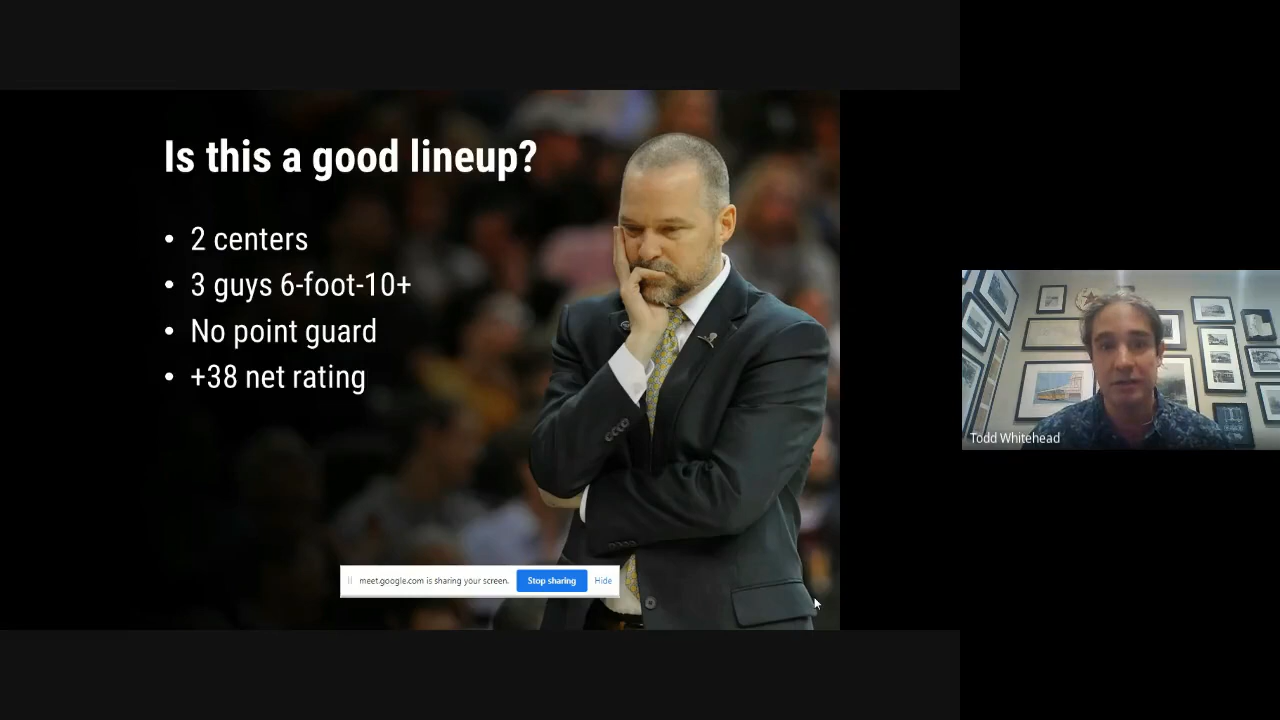 Is this a good lineup?
• 2 centers
• 3 guys 6-foot-10+
• No point guard
• +38 net rating
meet.google.com is sharing your screen. Stop sharing Hide
Todd Whitehead